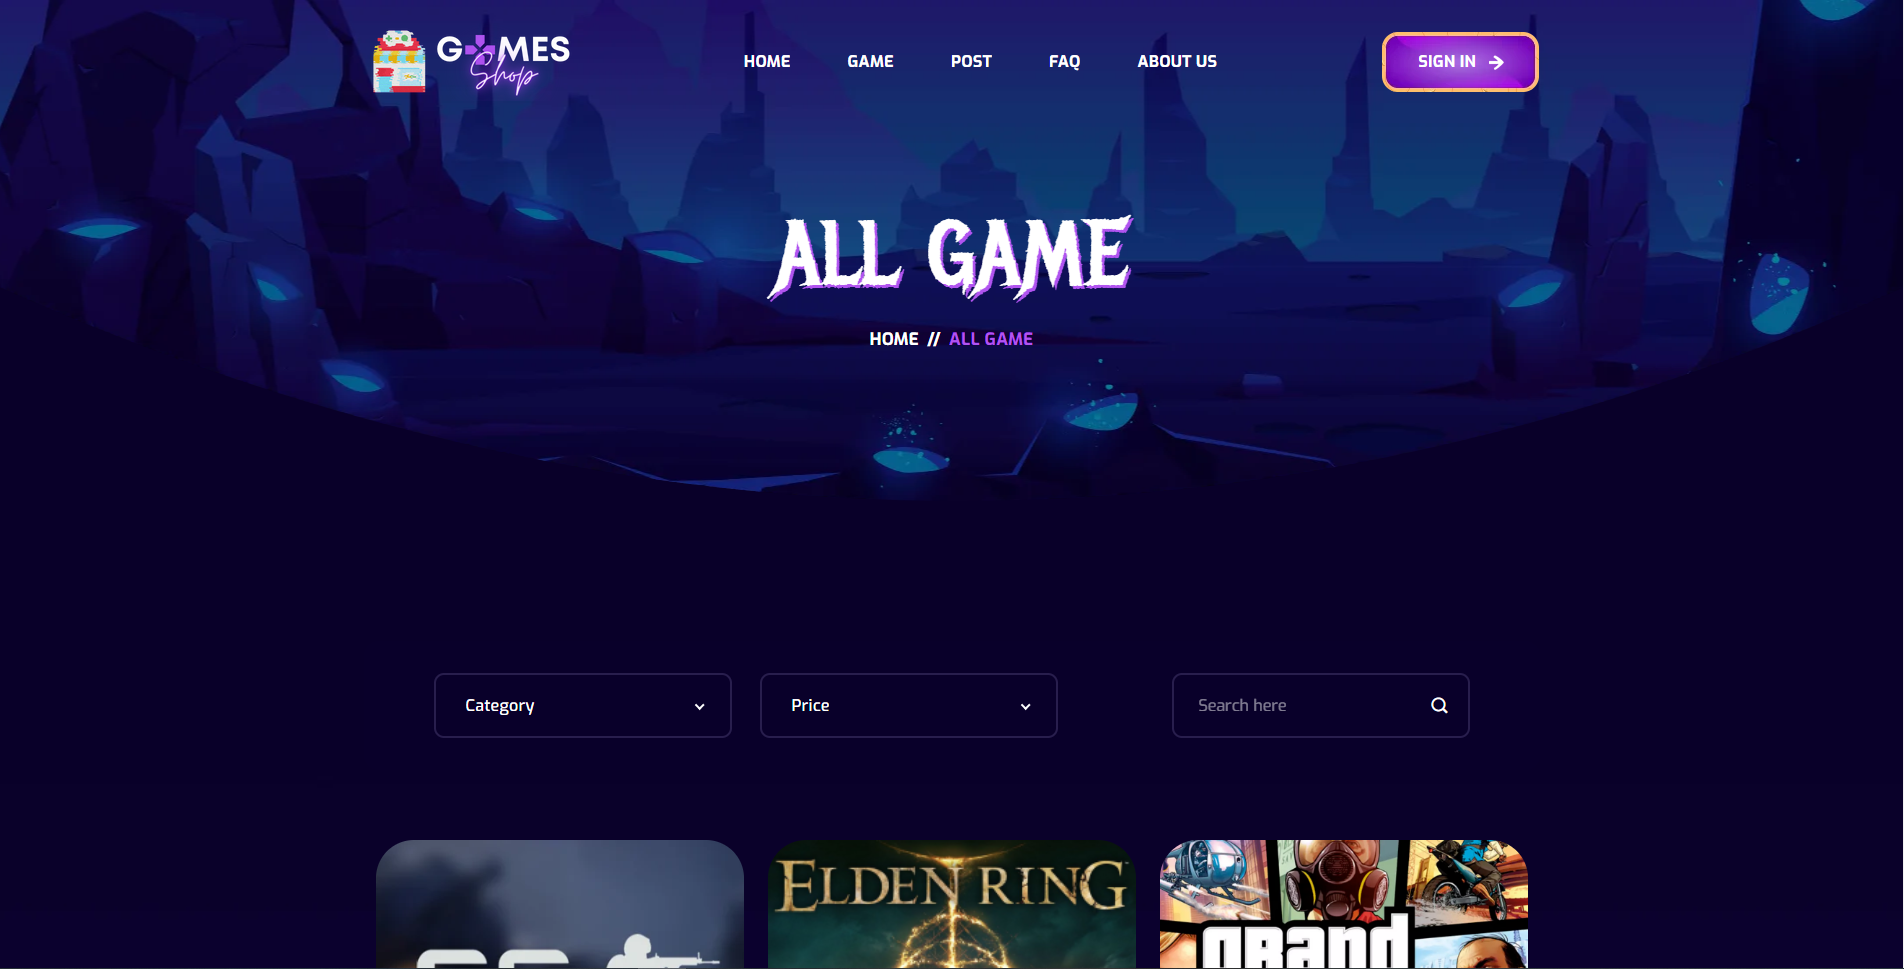 GAMES
Shop
HOME
GAME
POST
FAQ
ABOUT US
SIGN IN
ALL GAME
HOME // ALL GAME
Category
Price
Search here
ELDEN RING
GRAND